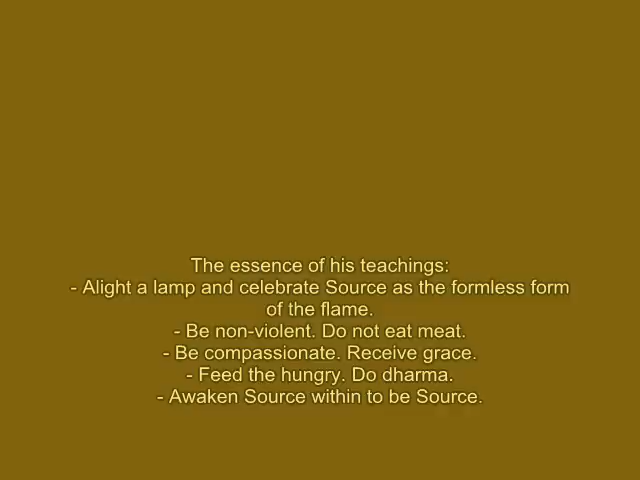 The essence of his teachings:
- Alight a lamp and celebrate Source as the formless form
of the flame.
- Be non-violent. Do not eat meat.
- Be compassionate. Receive grace.
- Feed the hungry. Do dharma.
- Awaken Source within to be Source.